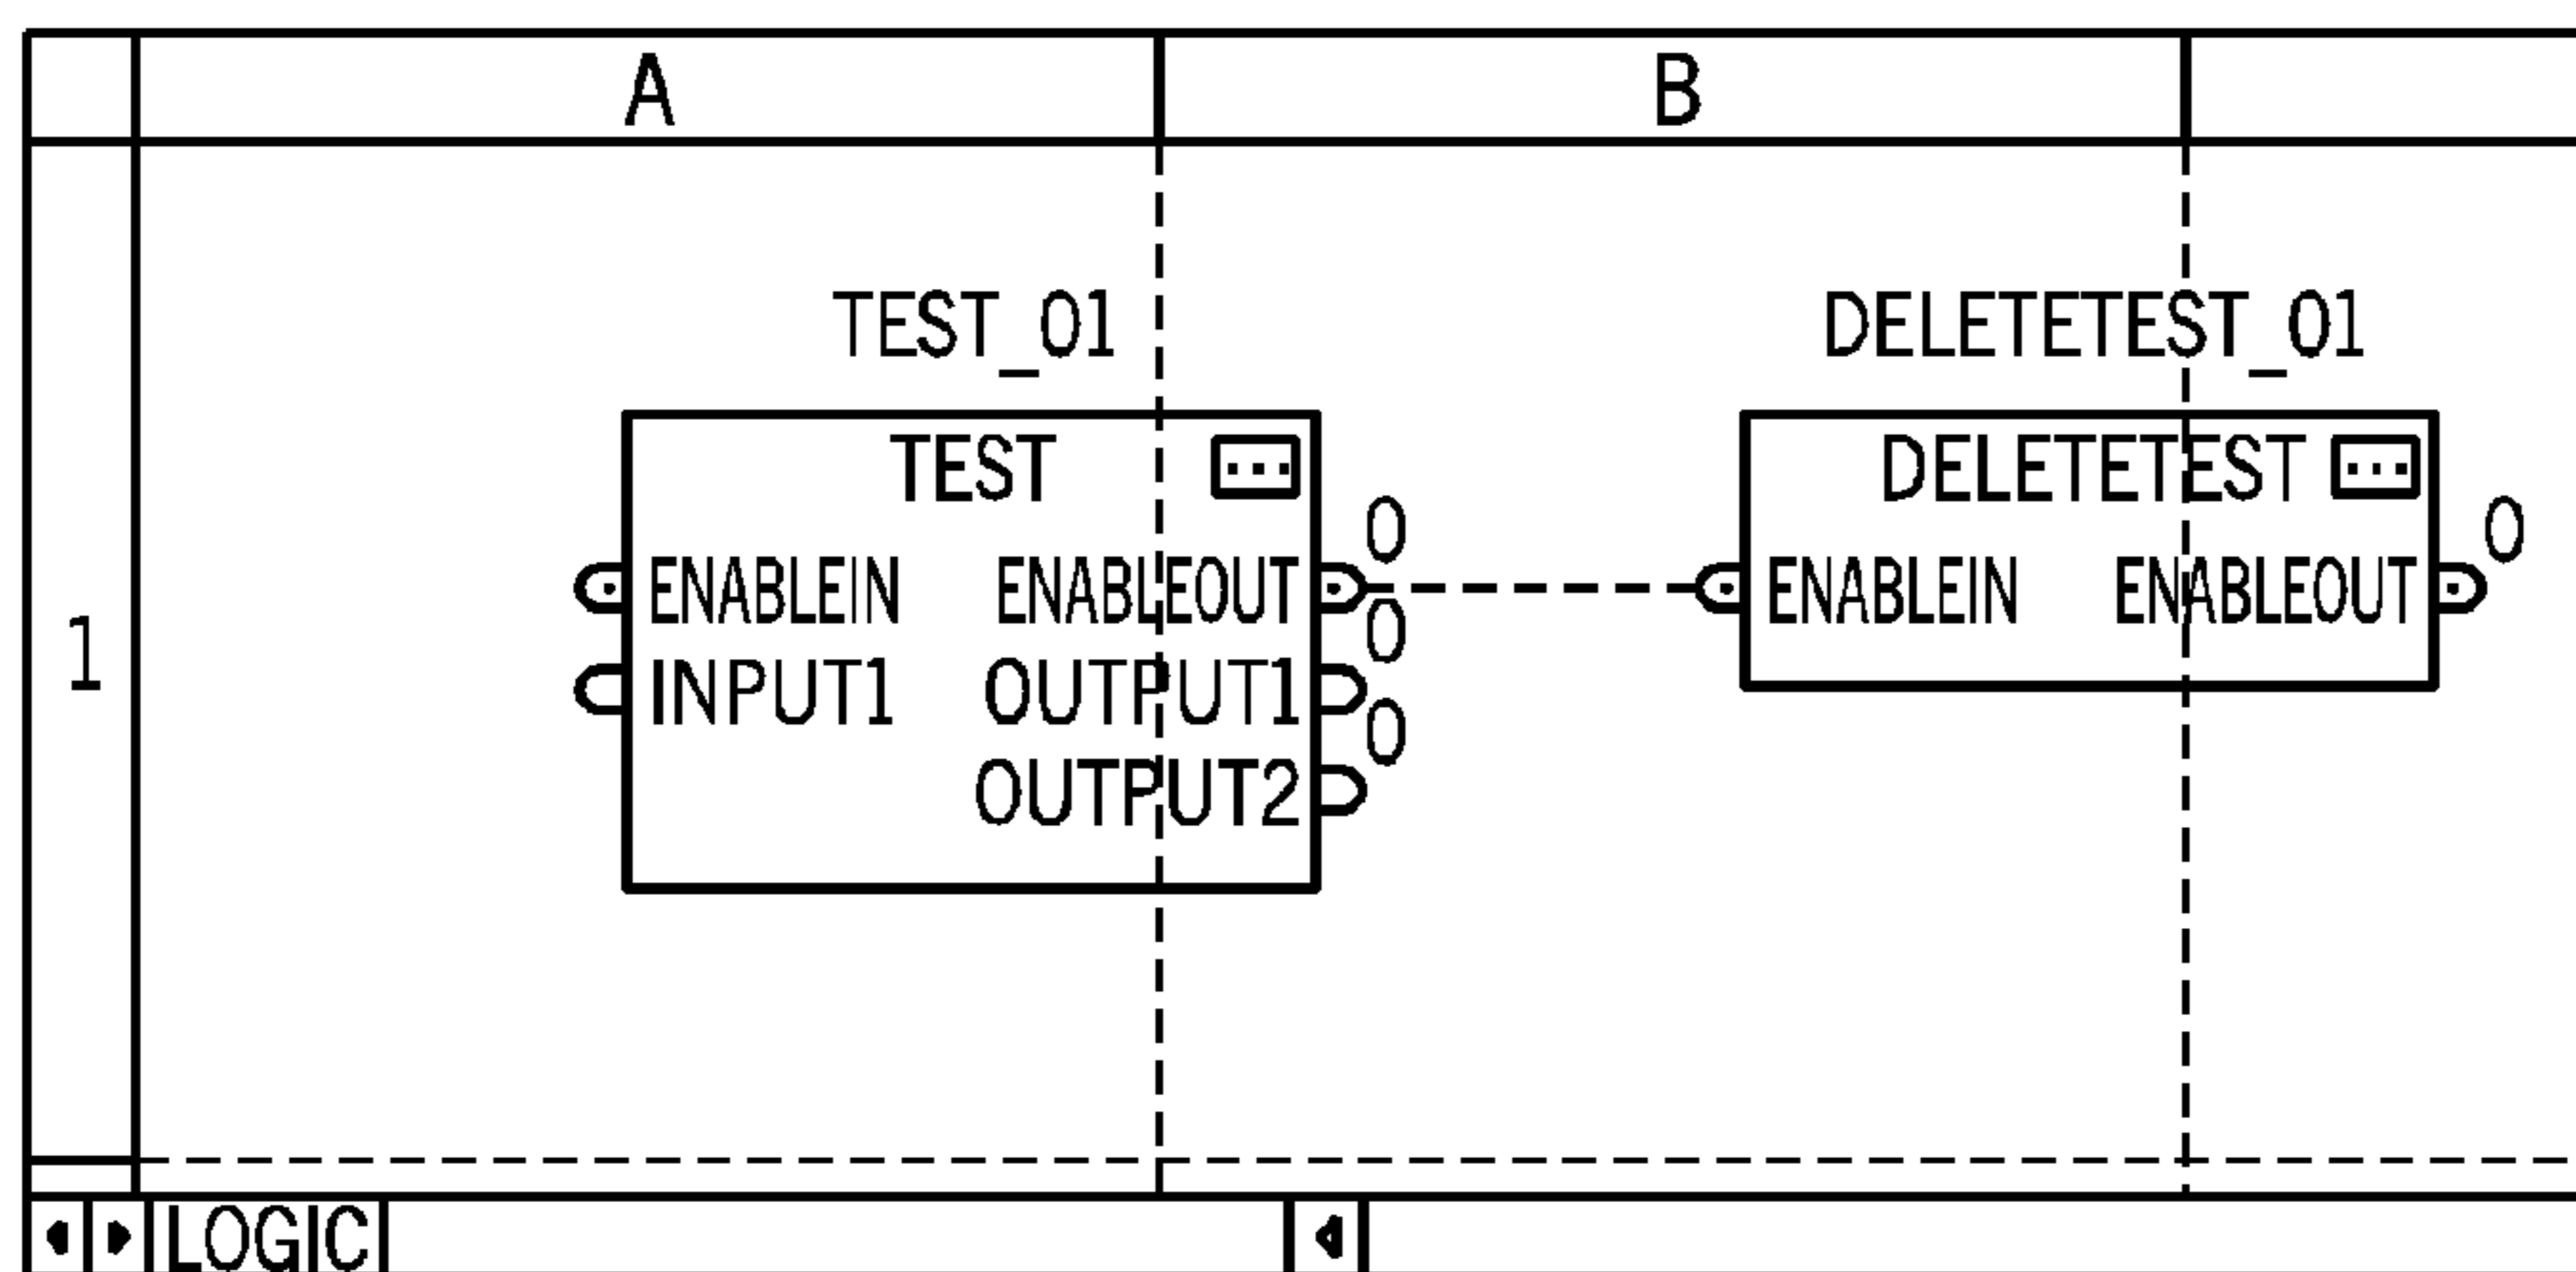 A B
TEST_01 DELETETEST_01
TEST ... DELETETEST ...
0 0
ENABLEIN ENABLEOUT ENABLEIN ENABLEOUT
0
1 INPUT1 OUTPUT1
0
OUTPUT2
LOGIC